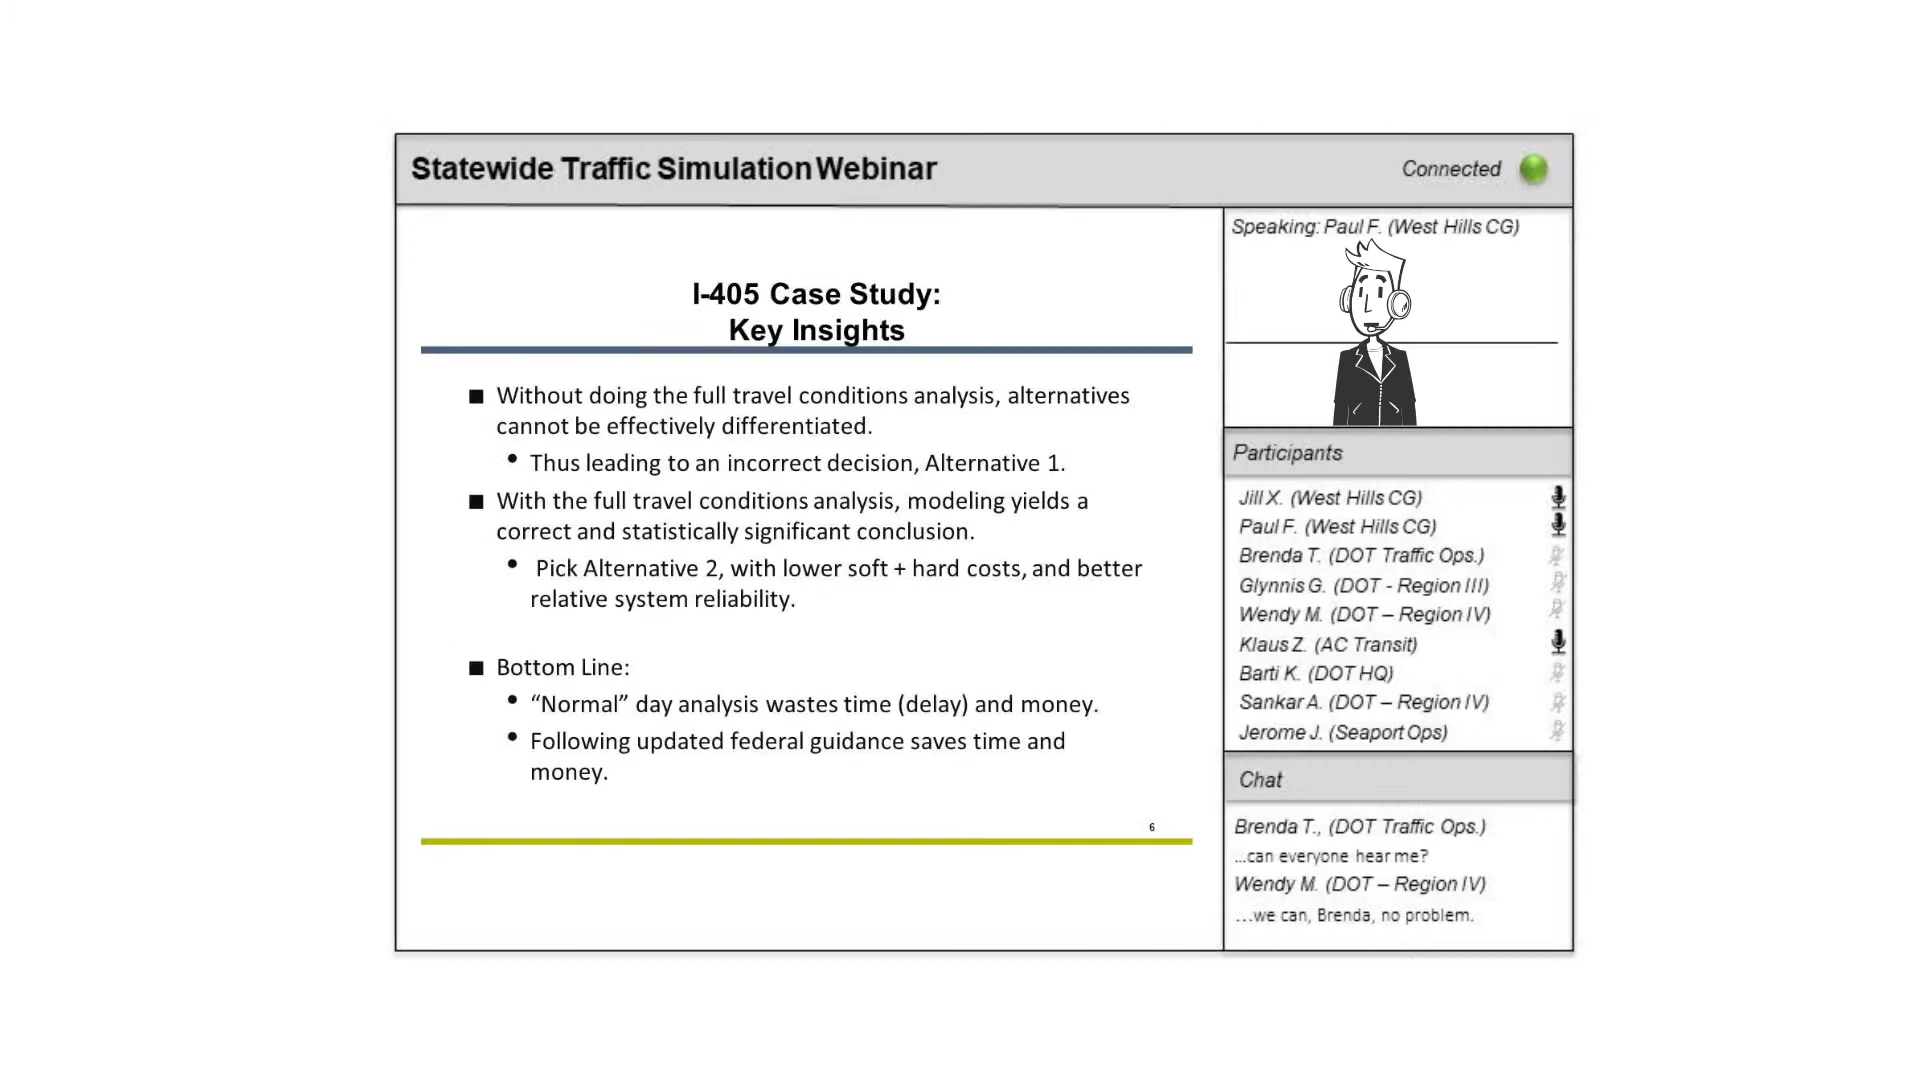 Statewide Traffic Simulation Webinar
Connected
I-405 Case Study:
Key Insights
Without doing the full travel conditions analysis, alternatives
cannot be effectively differentiated.
Thus leading to an incorrect decision, Alternative 1.
With the full travel conditions analysis, modeling yields a
correct and statistically significant conclusion.
Pick Alternative 2, with lower soft + hard costs, and better
relative system reliability.
Bottom Line:
“Normal” day analysis wastes time (delay) and money.
Following updated federal guidance saves time and
money.
6
Speaking: Paul F. (West Hills CG)
Participants
Jill X. (West Hills CG)
Paul F. (West Hills CG)
Brenda T. (DOT Traffic Ops.)
Glynnis G. (DOT - Region III)
Wendy M. (DOT – Region IV)
Klaus Z. (AC Transit)
Barti K. (DOT HQ)
Sankar A. (DOT – Region IV)
Jerome J. (Seaport Ops)
Chat
Brenda T., (DOT Traffic Ops.)
...can everyone hear me?
Wendy M. (DOT – Region IV)
...we can, Brenda, no problem.